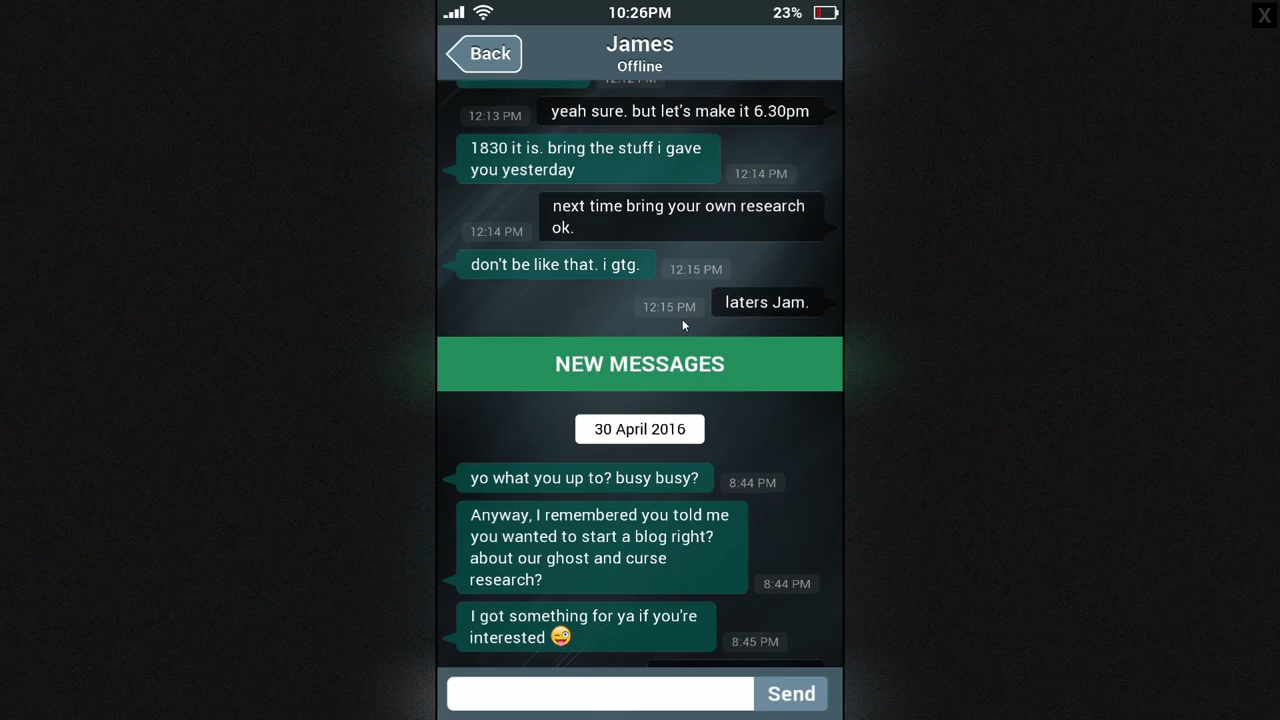 10:26PM
23%
X
Back
James
Offline
12:13 PM
yeah sure. but let's make it 6.30pm
1830 it is. bring the stuff i gave
you yesterday
12:14 PM
next time bring your own research
ok.
12:14 PM
don't be like that. i gtg.
12:15 PM
laters Jam.
12:15 PM
NEW MESSAGES
30 April 2016
yo what you up to? busy busy?
8:44 PM
Anyway, I remembered you told me
you wanted to start a blog right?
about our ghost and curse
research?
8:44 PM
I got something for ya if you're
interested 😜
8:45 PM
Send